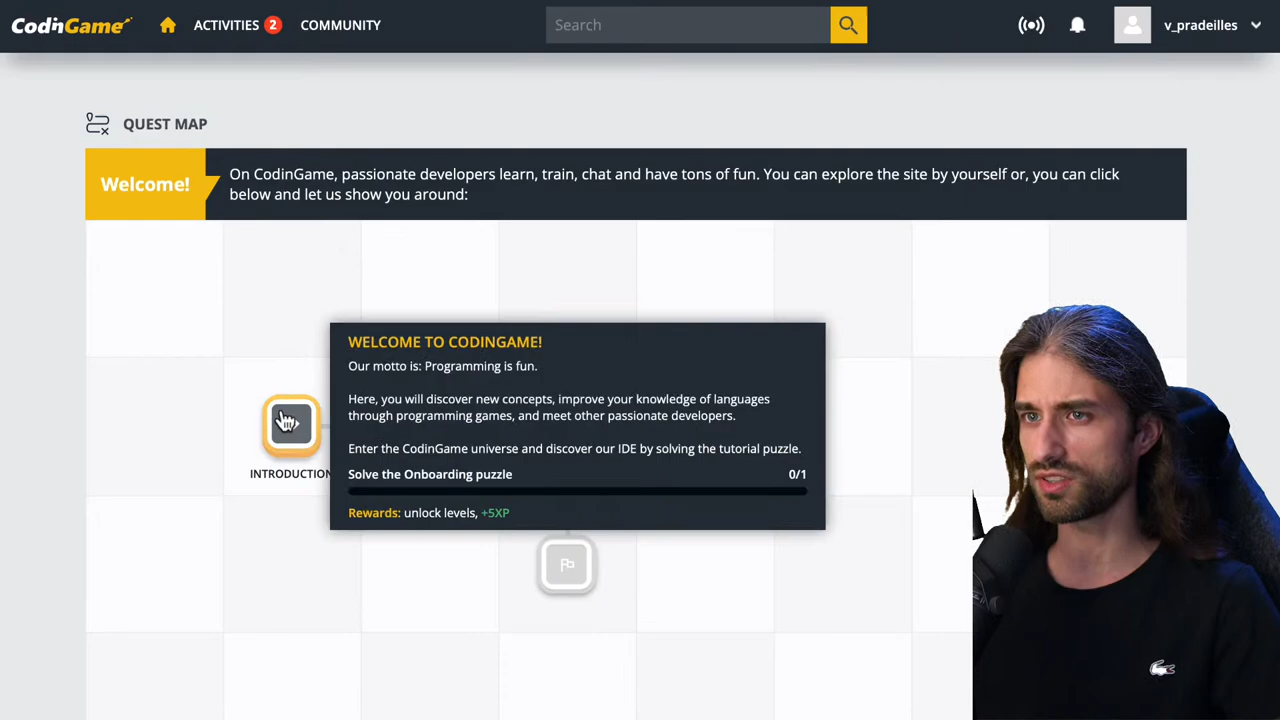 CodinGame
ACTIVITIES 2
COMMUNITY
Search
v_pradeilles
QUEST MAP
Welcome!
On CodinGame, passionate developers learn, train, chat and have tons of fun. You can explore the site by yourself or, you can click
below and let us show you around:
WELCOME TO CODINGAME!
Our motto is: Programming is fun.
Here, you will discover new concepts, improve your knowledge of languages
through programming games, and meet other passionate developers.
Enter the CodinGame universe and discover our IDE by solving the tutorial puzzle.
Solve the Onboarding puzzle 0/1
Rewards: unlock levels, +5XP
INTRODUCTION